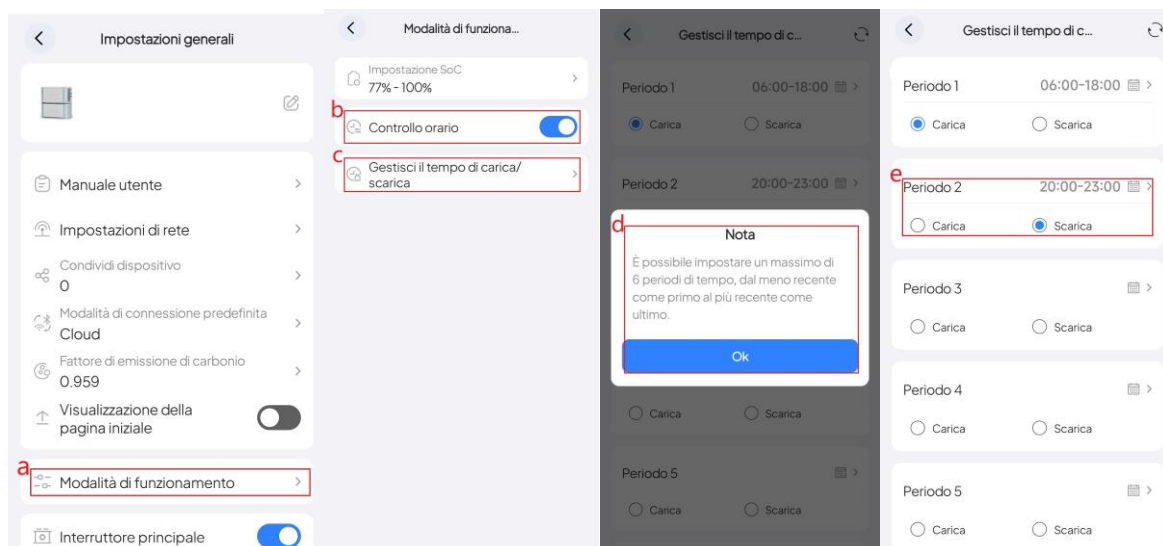 Impostazioni generali
Manuale utente
Impostazioni di rete
Condividi dispositivo
0
Modalità di connessione predefinita
Cloud
Fattore di emissione di carbonio
0.959
Visualizzazione della
pagina iniziale
a
Modalità di funzionamento
Interruttore principale
Modalità di funziona...
Impostazione SoC
77% - 100%
b
Controllo orario
c
Gestisci il tempo di carica/
scarica
Gestisci il tempo di c...
Periodo 1 06:00-18:00
Carica Scarica
Periodo 2 20:00-23:00
d
Nota
È possibile impostare un massimo di
6 periodi di tempo, dal meno recente
come primo al più recente come
ultimo.
Ok
Carica Scarica
Periodo 5
Carica Scarica
Gestisci il tempo di c...
Periodo 1 06:00-18:00
Carica Scarica
e
Periodo 2 20:00-23:00
Carica Scarica
Periodo 3
Carica Scarica
Periodo 4
Carica Scarica
Periodo 5
Carica Scarica